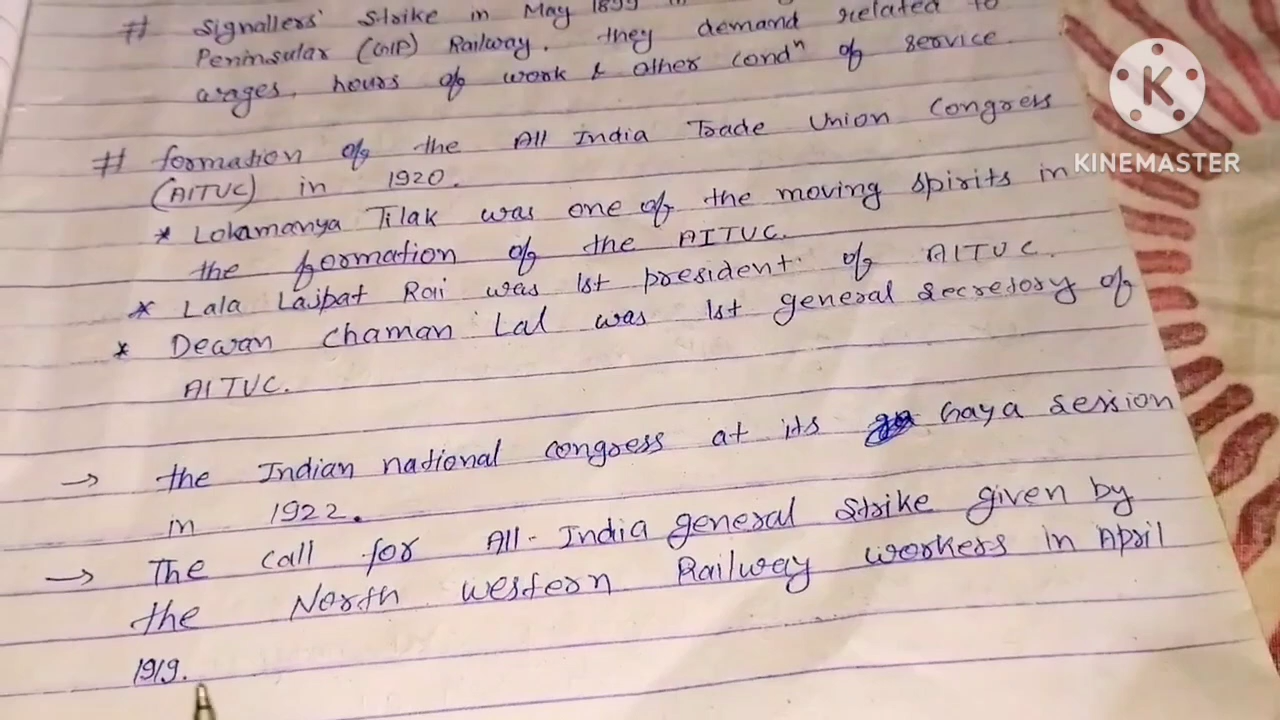 # Signallers' Strike in May 1899
Peninsular (GIP) Railway. they demand related to
wages, hours of work & other condⁿ of service
# formation of the All India Trade Union Congress
(AITUC) in 1920.
* Lokamanya Tilak was one of the moving spirits in
the formation of the AITUC.
* Lala Lajpat Rai was 1st president of AITUC.
* Dewan Chaman Lal was 1st general secretory of
AITUC.
→ the Indian national congress at its Gaya session
in 1922.
→ The call for All-India general Strike given by
the North western Railway workers in April
1919.
K
KINEMASTER